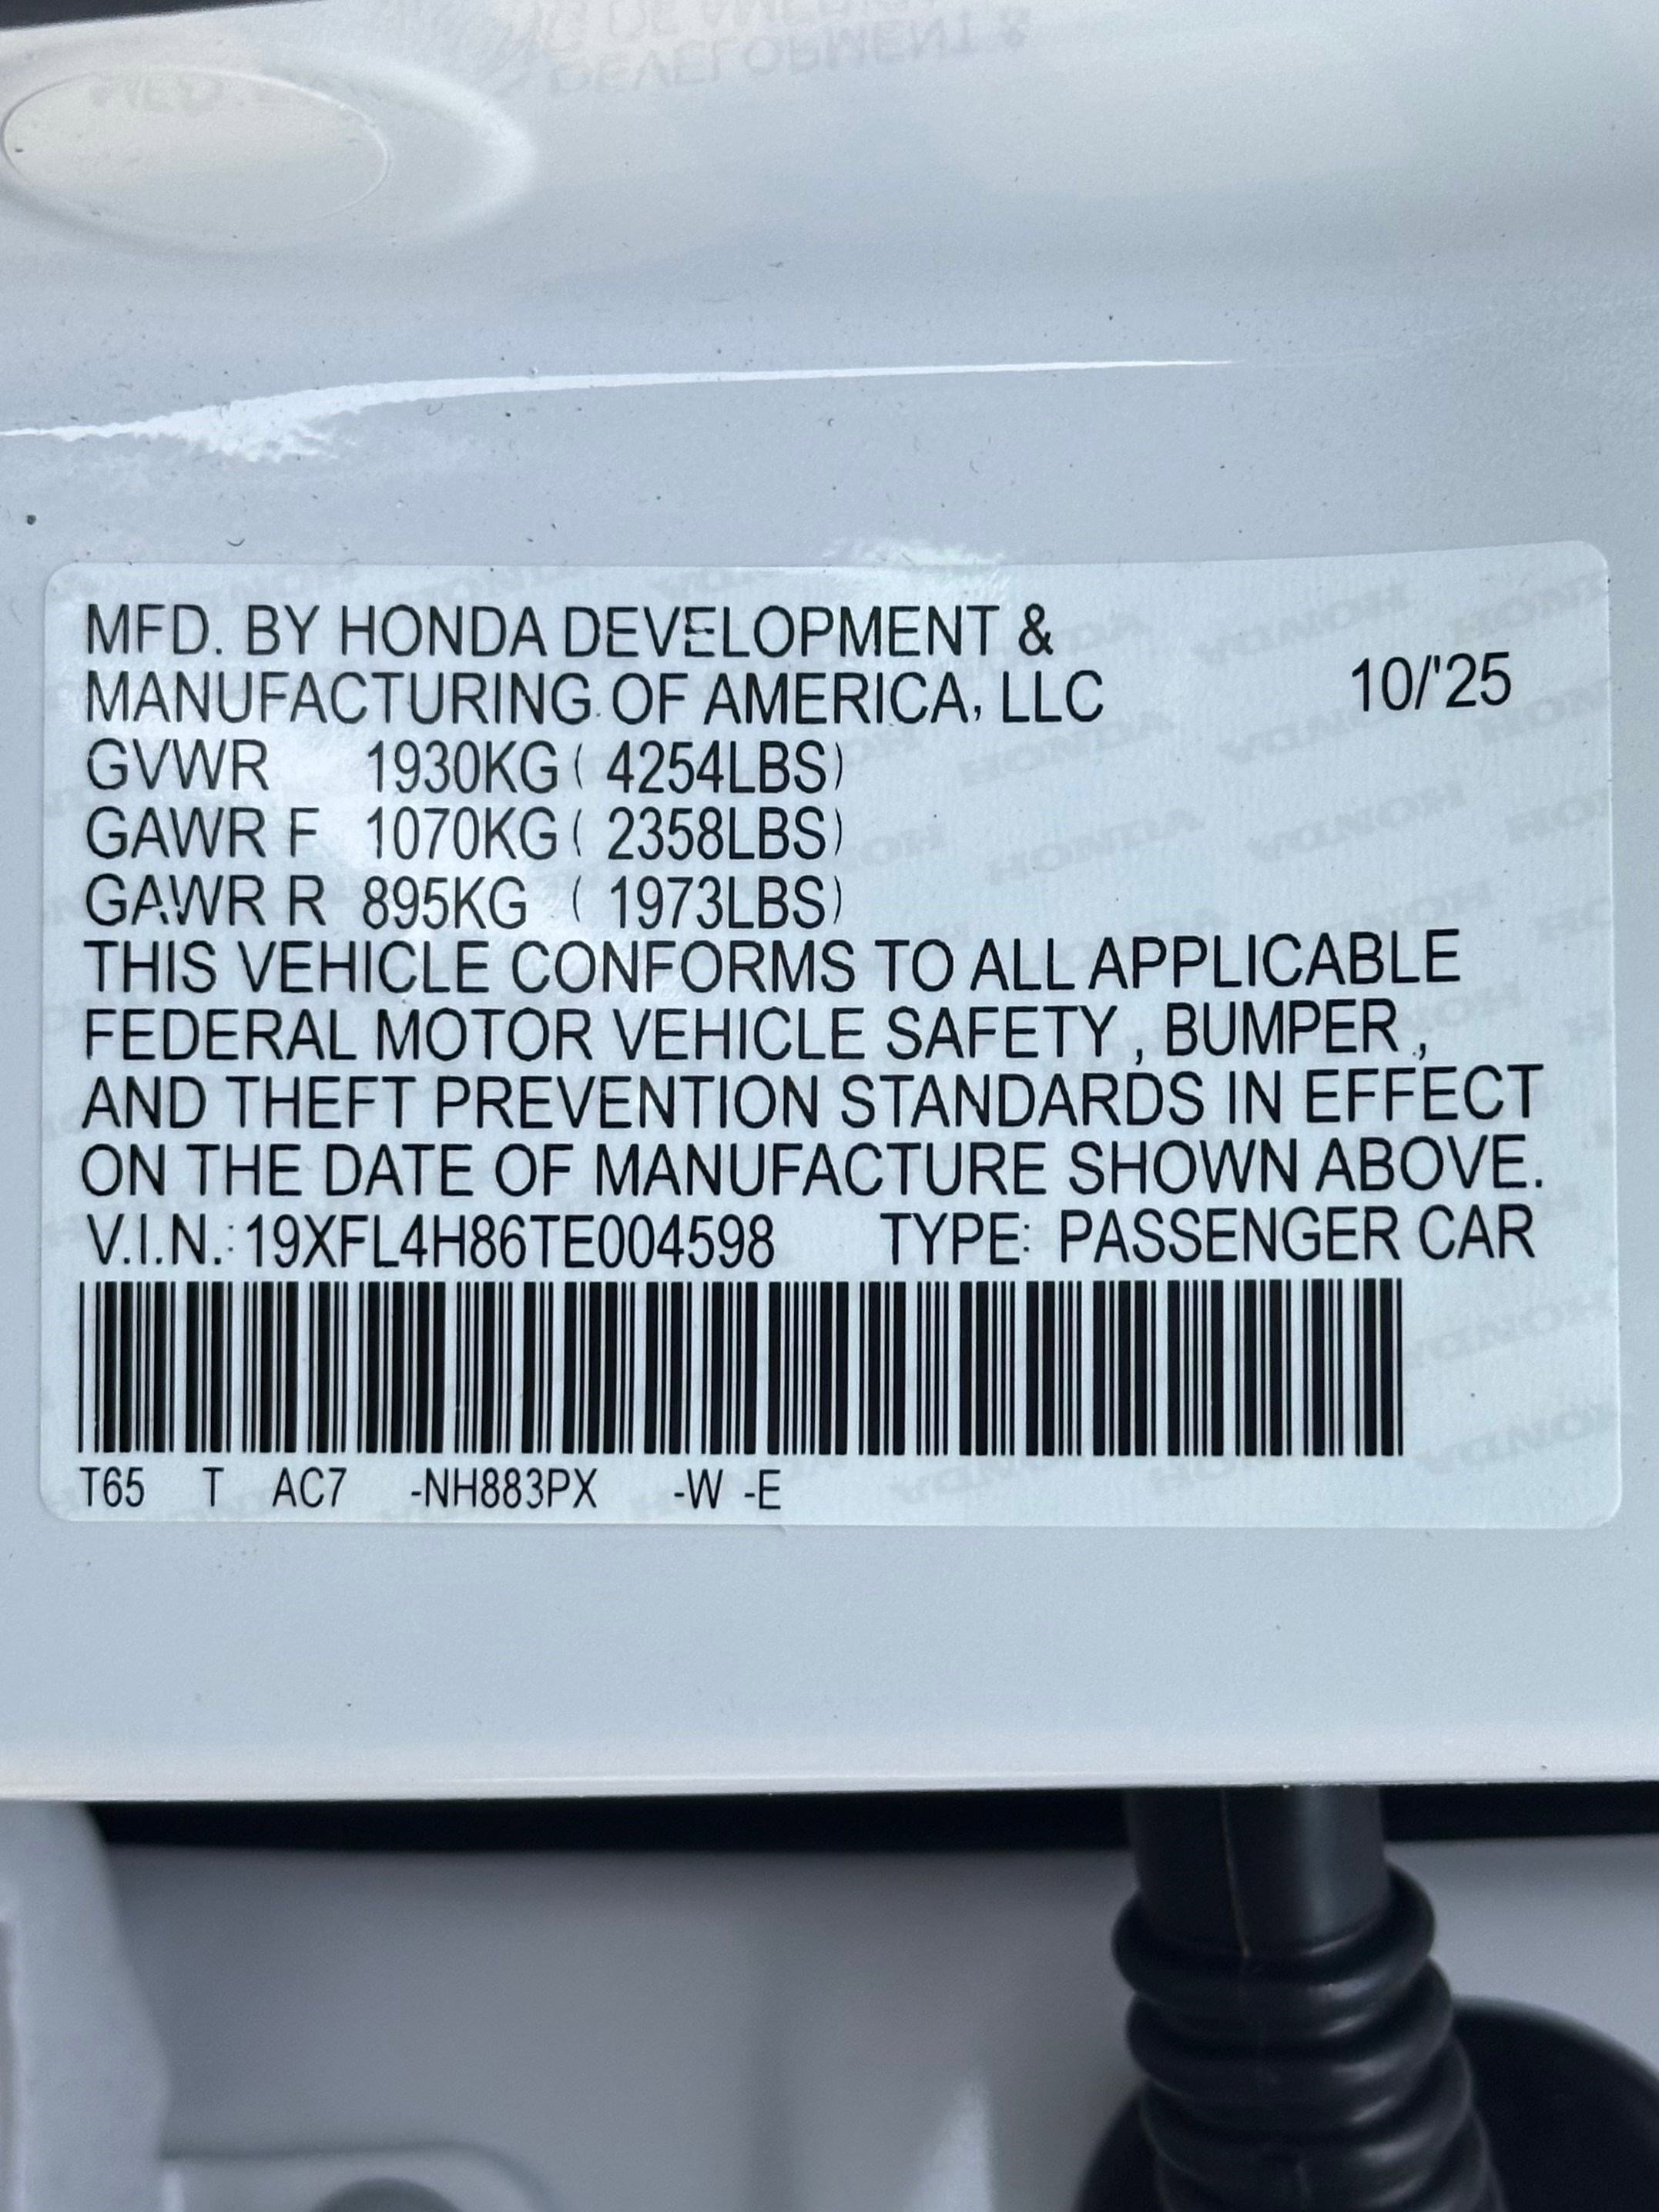 MFD. BY HONDA DEVELOPMENT &
MANUFACTURING OF AMERICA, LLC 10/'25
GVWR 1930KG ( 4254LBS)
GAWR F 1070KG ( 2358LBS)
GAWR R 895KG ( 1973LBS)
THIS VEHICLE CONFORMS TO ALL APPLICABLE
FEDERAL MOTOR VEHICLE SAFETY , BUMPER ,
AND THEFT PREVENTION STANDARDS IN EFFECT
ON THE DATE OF MANUFACTURE SHOWN ABOVE.
V.I.N.: 19XFL4H86TE004598 TYPE: PASSENGER CAR
T65 T AC7 -NH883PX -W -E